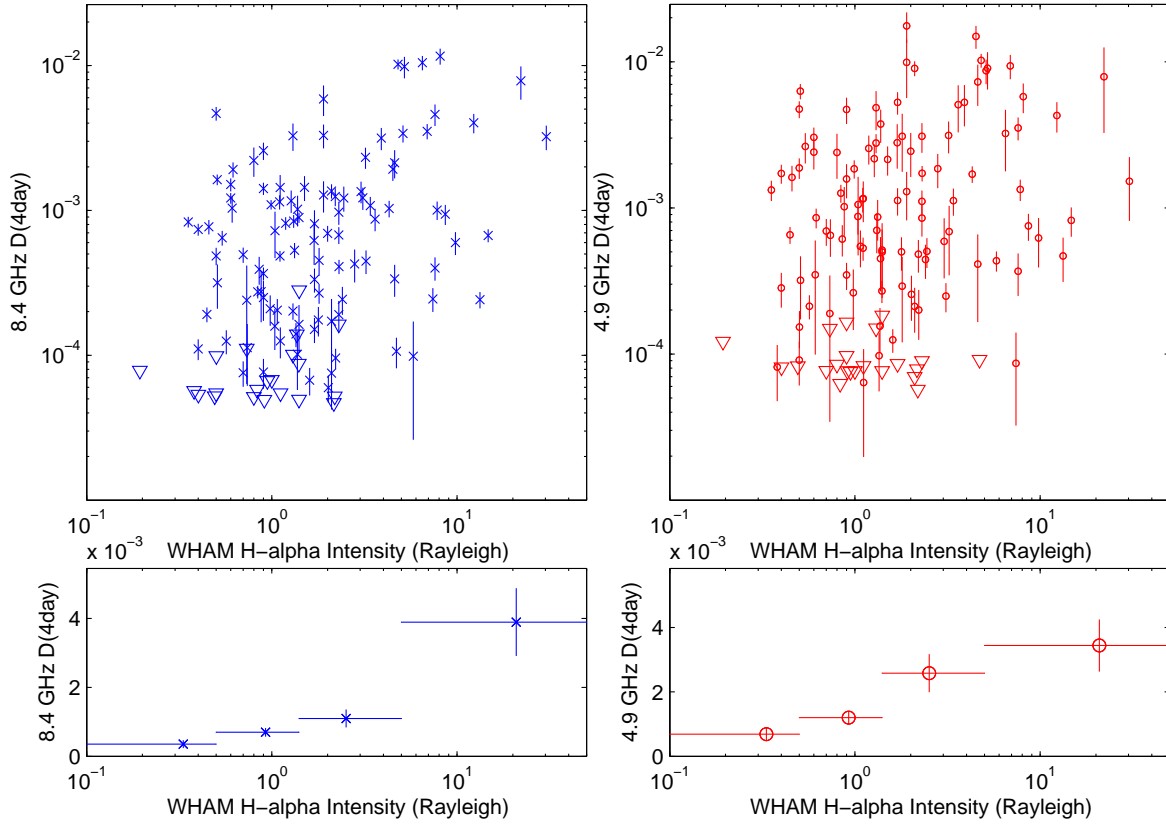 10^-2
10^-3
10^-4
8.4 GHz D(4day)
10^-1
10^0
10^1
WHAM H−alpha Intensity (Rayleigh)
10^-2
10^-3
10^-4
4.9 GHz D(4day)
10^-1
10^0
10^1
WHAM H−alpha Intensity (Rayleigh)
x 10^-3
4
2
0
8.4 GHz D(4day)
10^-1
10^0
10^1
WHAM H−alpha Intensity (Rayleigh)
x 10^-3
4
2
0
4.9 GHz D(4day)
10^-1
10^0
10^1
WHAM H−alpha Intensity (Rayleigh)